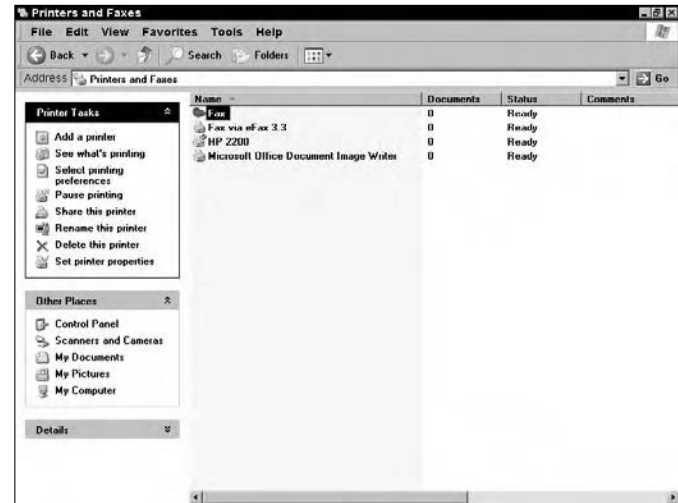 Printers and Faxes
File Edit View Favorites Tools Help
Back Search Folders
Address Printers and Faxes Go
Printer Tasks
Add a printer
See what's printing
Select printing
preferences
Pause printing
Share this printer
Rename this printer
Delete this printer
Set printer properties
Other Places
Control Panel
Scanners and Cameras
My Documents
My Pictures
My Computer
Details
Name Documents Status Comments
Fax 0 Ready
Fax via eFax 3.3 0 Ready
HP 2200 0 Ready
Microsoft Office Document Image Writer 0 Ready